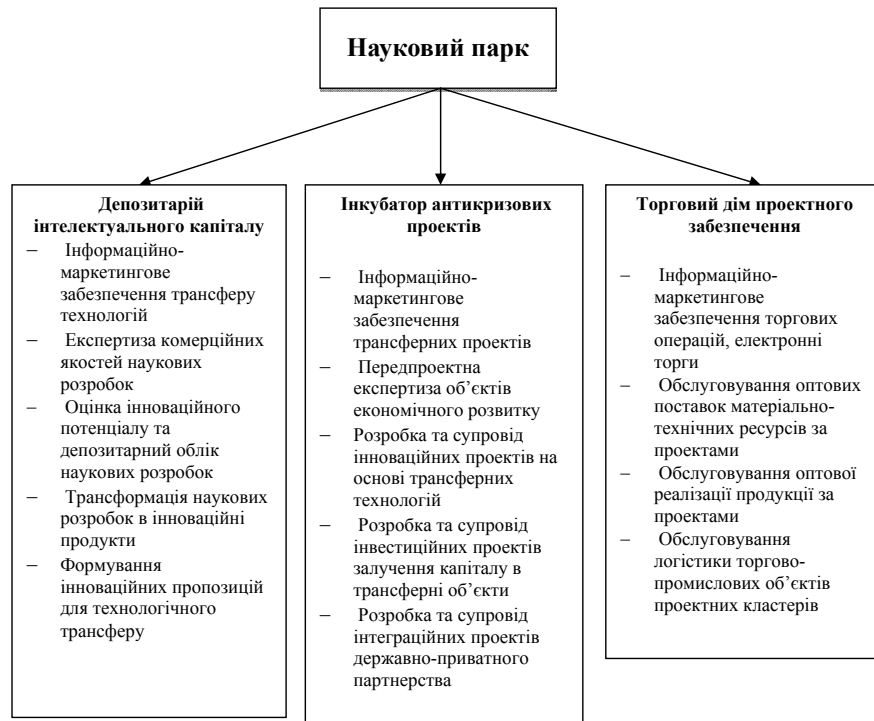 Науковий парк
Депозитарій
інтелектуального капіталу
– Інформаційно-
маркетингове
забезпечення трансферу
технологій
– Експертиза комерційних
якостей наукових
розробок
– Оцінка інноваційного
потенціалу та
депозитарний облік
наукових розробок
– Трансформація наукових
розробок в інноваційні
продукти
– Формування
інноваційних пропозицій
для технологічного
трансферу
Інкубатор антикризових
проектів
– Інформаційно-
маркетингове
забезпечення
трансферних проектів
– Передпроектна
експертиза об’єктів
економічного розвитку
– Розробка та супровід
інноваційних проектів на
основі трансферних
технологій
– Розробка та супровід
інвестиційних проектів
залучення капіталу в
трансферні об’єкти
– Розробка та супровід
інтеграційних проектів
державно-приватного
партнерства
Торговий дім проектного
забезпечення
– Інформаційно-
маркетингове
забезпечення торгових
операцій, електронні
торги
– Обслуговування оптових
поставок матеріально-
технічних ресурсів за
проектами
– Обслуговування оптової
реалізації продукції за
проектами
– Обслуговування
логістики торгово-
промислових об’єктів
проектних кластерів